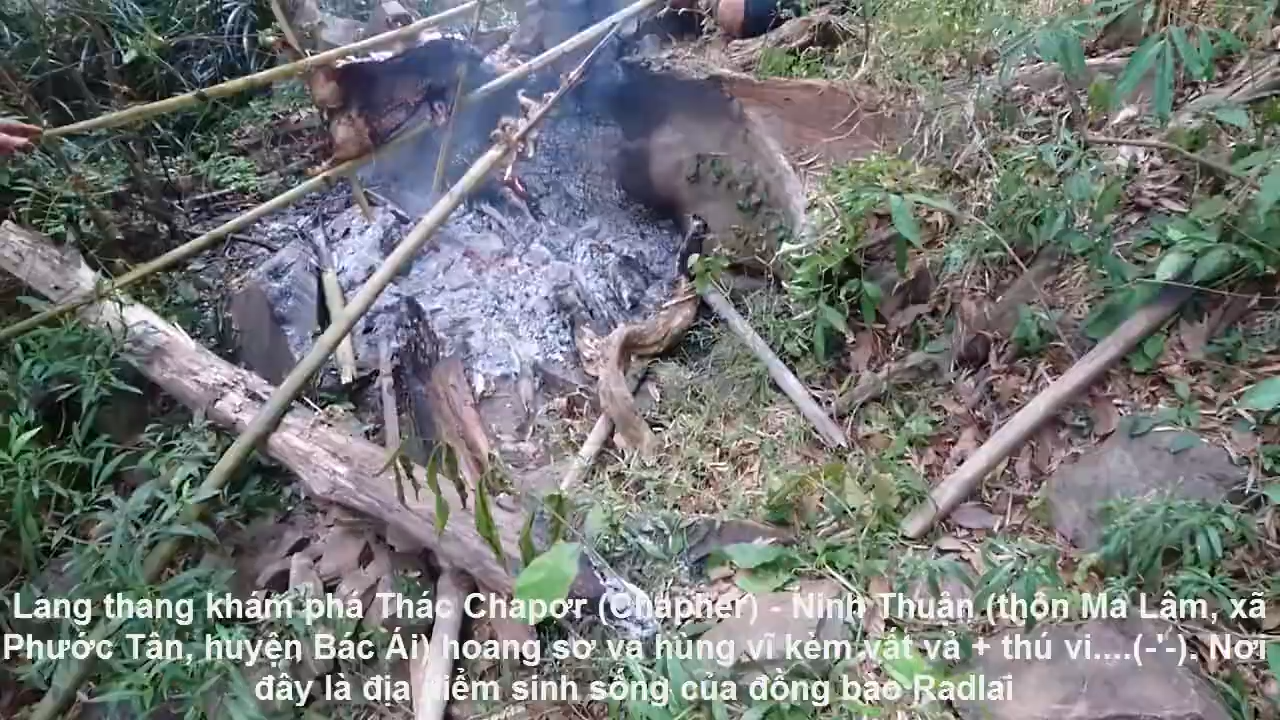 Lang thang khám phá Thác Chapơr (Chapher) - Ninh Thuận (thôn Ma Lâm, xã
Phước Tân, huyện Bác Ái) hoang sơ và hùng vĩ kèm vất vả + thú vi....(-'-). Nơi
đây là địa điểm sinh sống của đồng bào Radlai